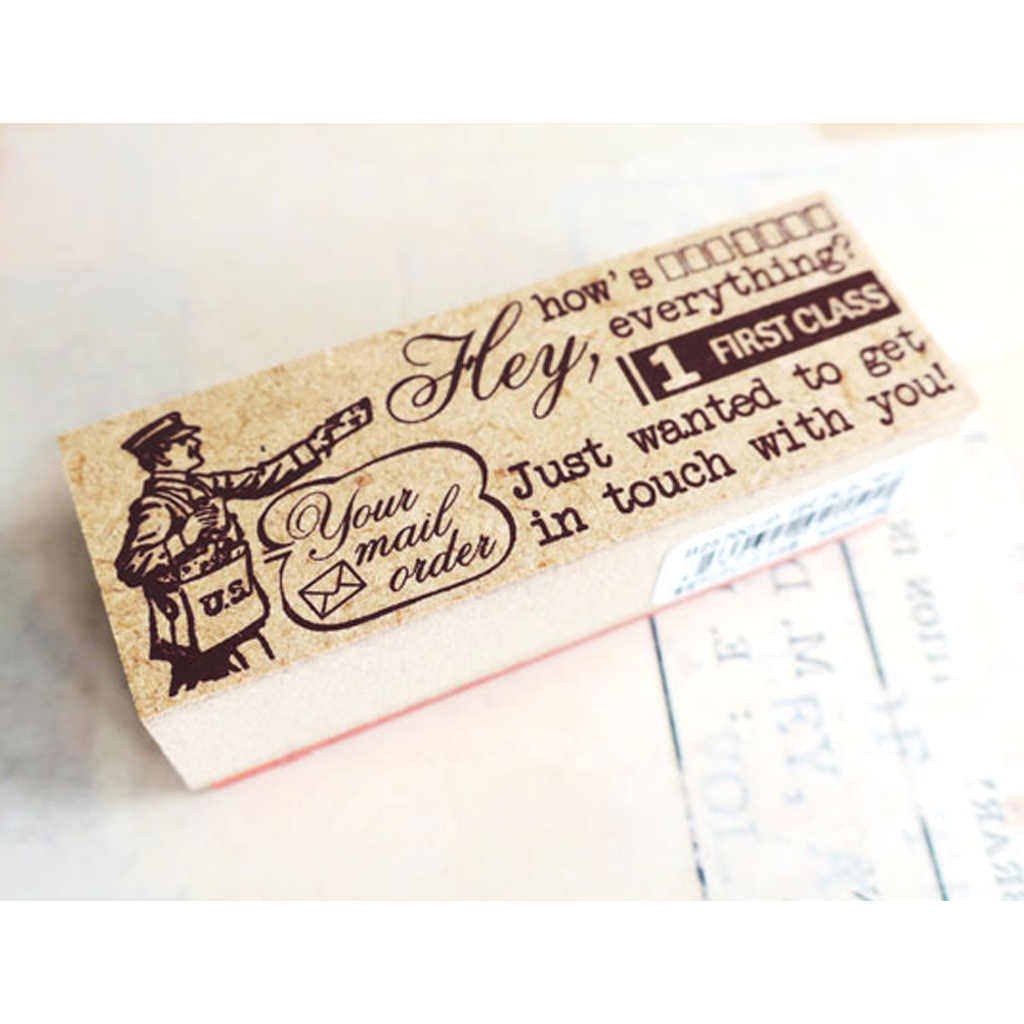 Hey, how's
everything?
1 FIRST CLASS
Just wanted to get
in touch with you!
Your
mail
order
U.S.